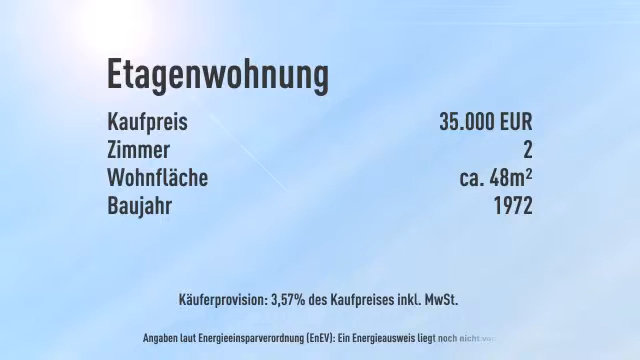 Etagenwohnung
Kaufpreis 35.000 EUR
Zimmer 2
Wohnfläche ca. 48m²
Baujahr 1972
Käuferprovision: 3,57% des Kaufpreises inkl. MwSt.
Angaben laut Energieeinsparverordnung (EnEV): Ein Energieausweis liegt noch nicht